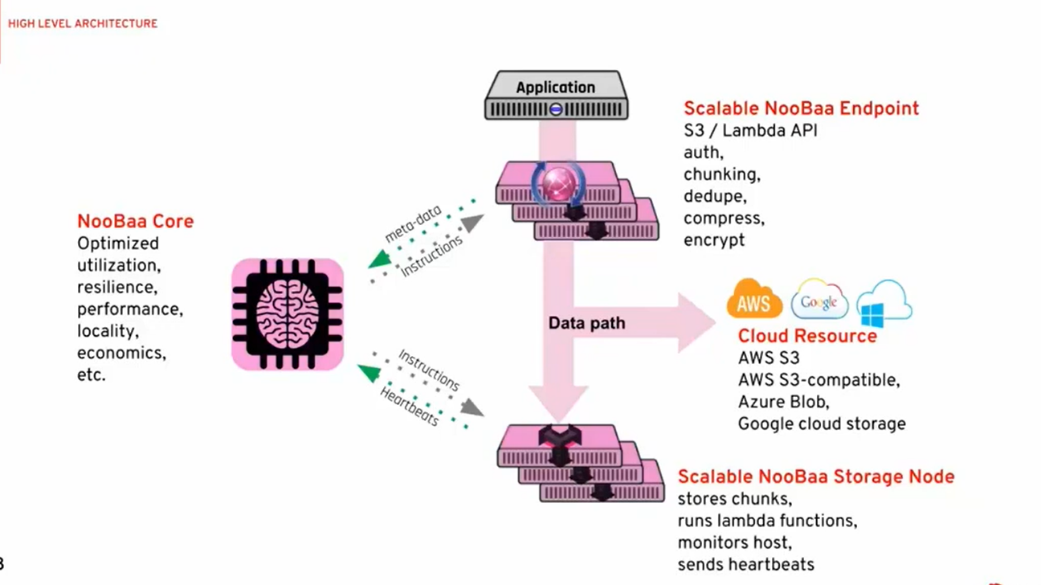 HIGH LEVEL ARCHITECTURE
Application
Scalable NooBaa Endpoint
S3 / Lambda API
auth,
chunking,
dedupe,
compress,
encrypt
NooBaa Core
Optimized
utilization,
resilience,
performance,
locality,
economics,
etc.
meta-data
Instructions
Instructions
Heartbeats
Data path
AWS
Google
Cloud Resource
AWS S3
AWS S3-compatible,
Azure Blob,
Google cloud storage
Scalable NooBaa Storage Node
stores chunks,
runs lambda functions,
monitors host,
sends heartbeats